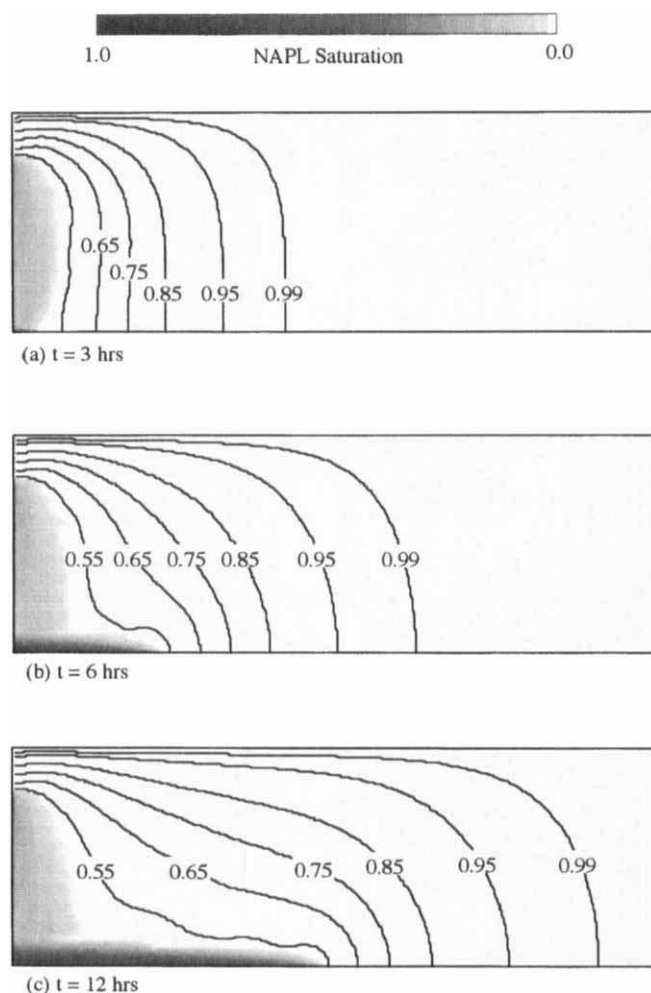 1.0 NAPL Saturation 0.0
0.65
0.75
0.85 0.95 0.99
(a) t = 3 hrs
0.55 0.65 0.75 0.85 0.95 0.99
(b) t = 6 hrs
0.55 0.65 0.75 0.85 0.95 0.99
(c) t = 12 hrs